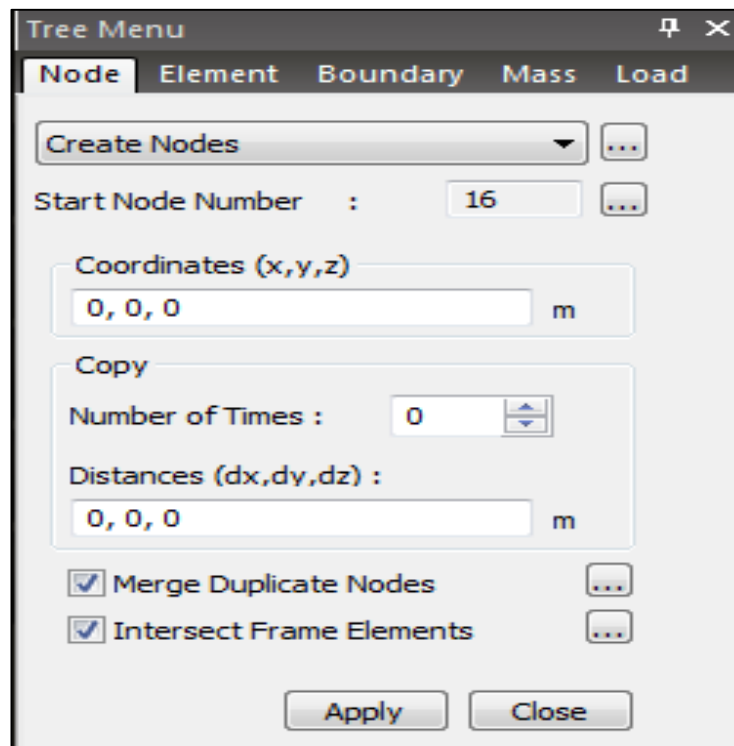 Tree Menu
Node Element Boundary Mass Load
Create Nodes ...
Start Node Number : 16 ...
Coordinates (x,y,z)
0, 0, 0 m
Copy
Number of Times : 0
Distances (dx,dy,dz) :
0, 0, 0 m
Merge Duplicate Nodes ...
Intersect Frame Elements ...
Apply Close